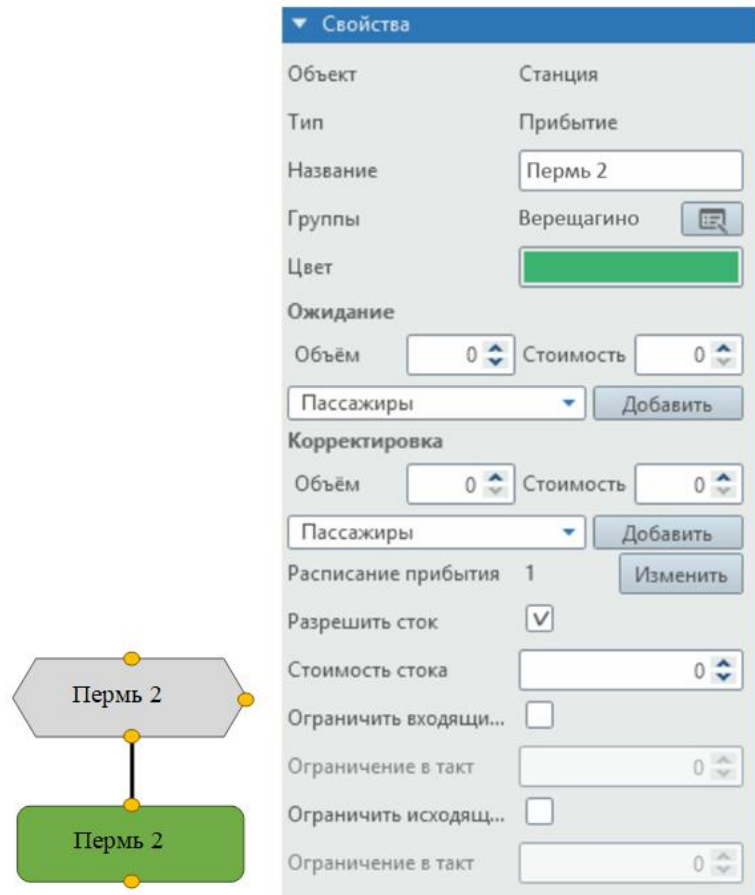 Свойства
Объект Станция
Тип Прибытие
Название Пермь 2
Группы Верещагино
Цвет
Ожидание
Объём 0 Стоимость 0
Пассажиры Добавить
Корректировка
Объём 0 Стоимость 0
Пассажиры Добавить
Расписание прибытия 1 Изменить
Разрешить сток
Стоимость стока 0
Ограничить входящи...
Ограничение в такт 0
Ограничить исходящ...
Ограничение в такт 0
Пермь 2
Пермь 2